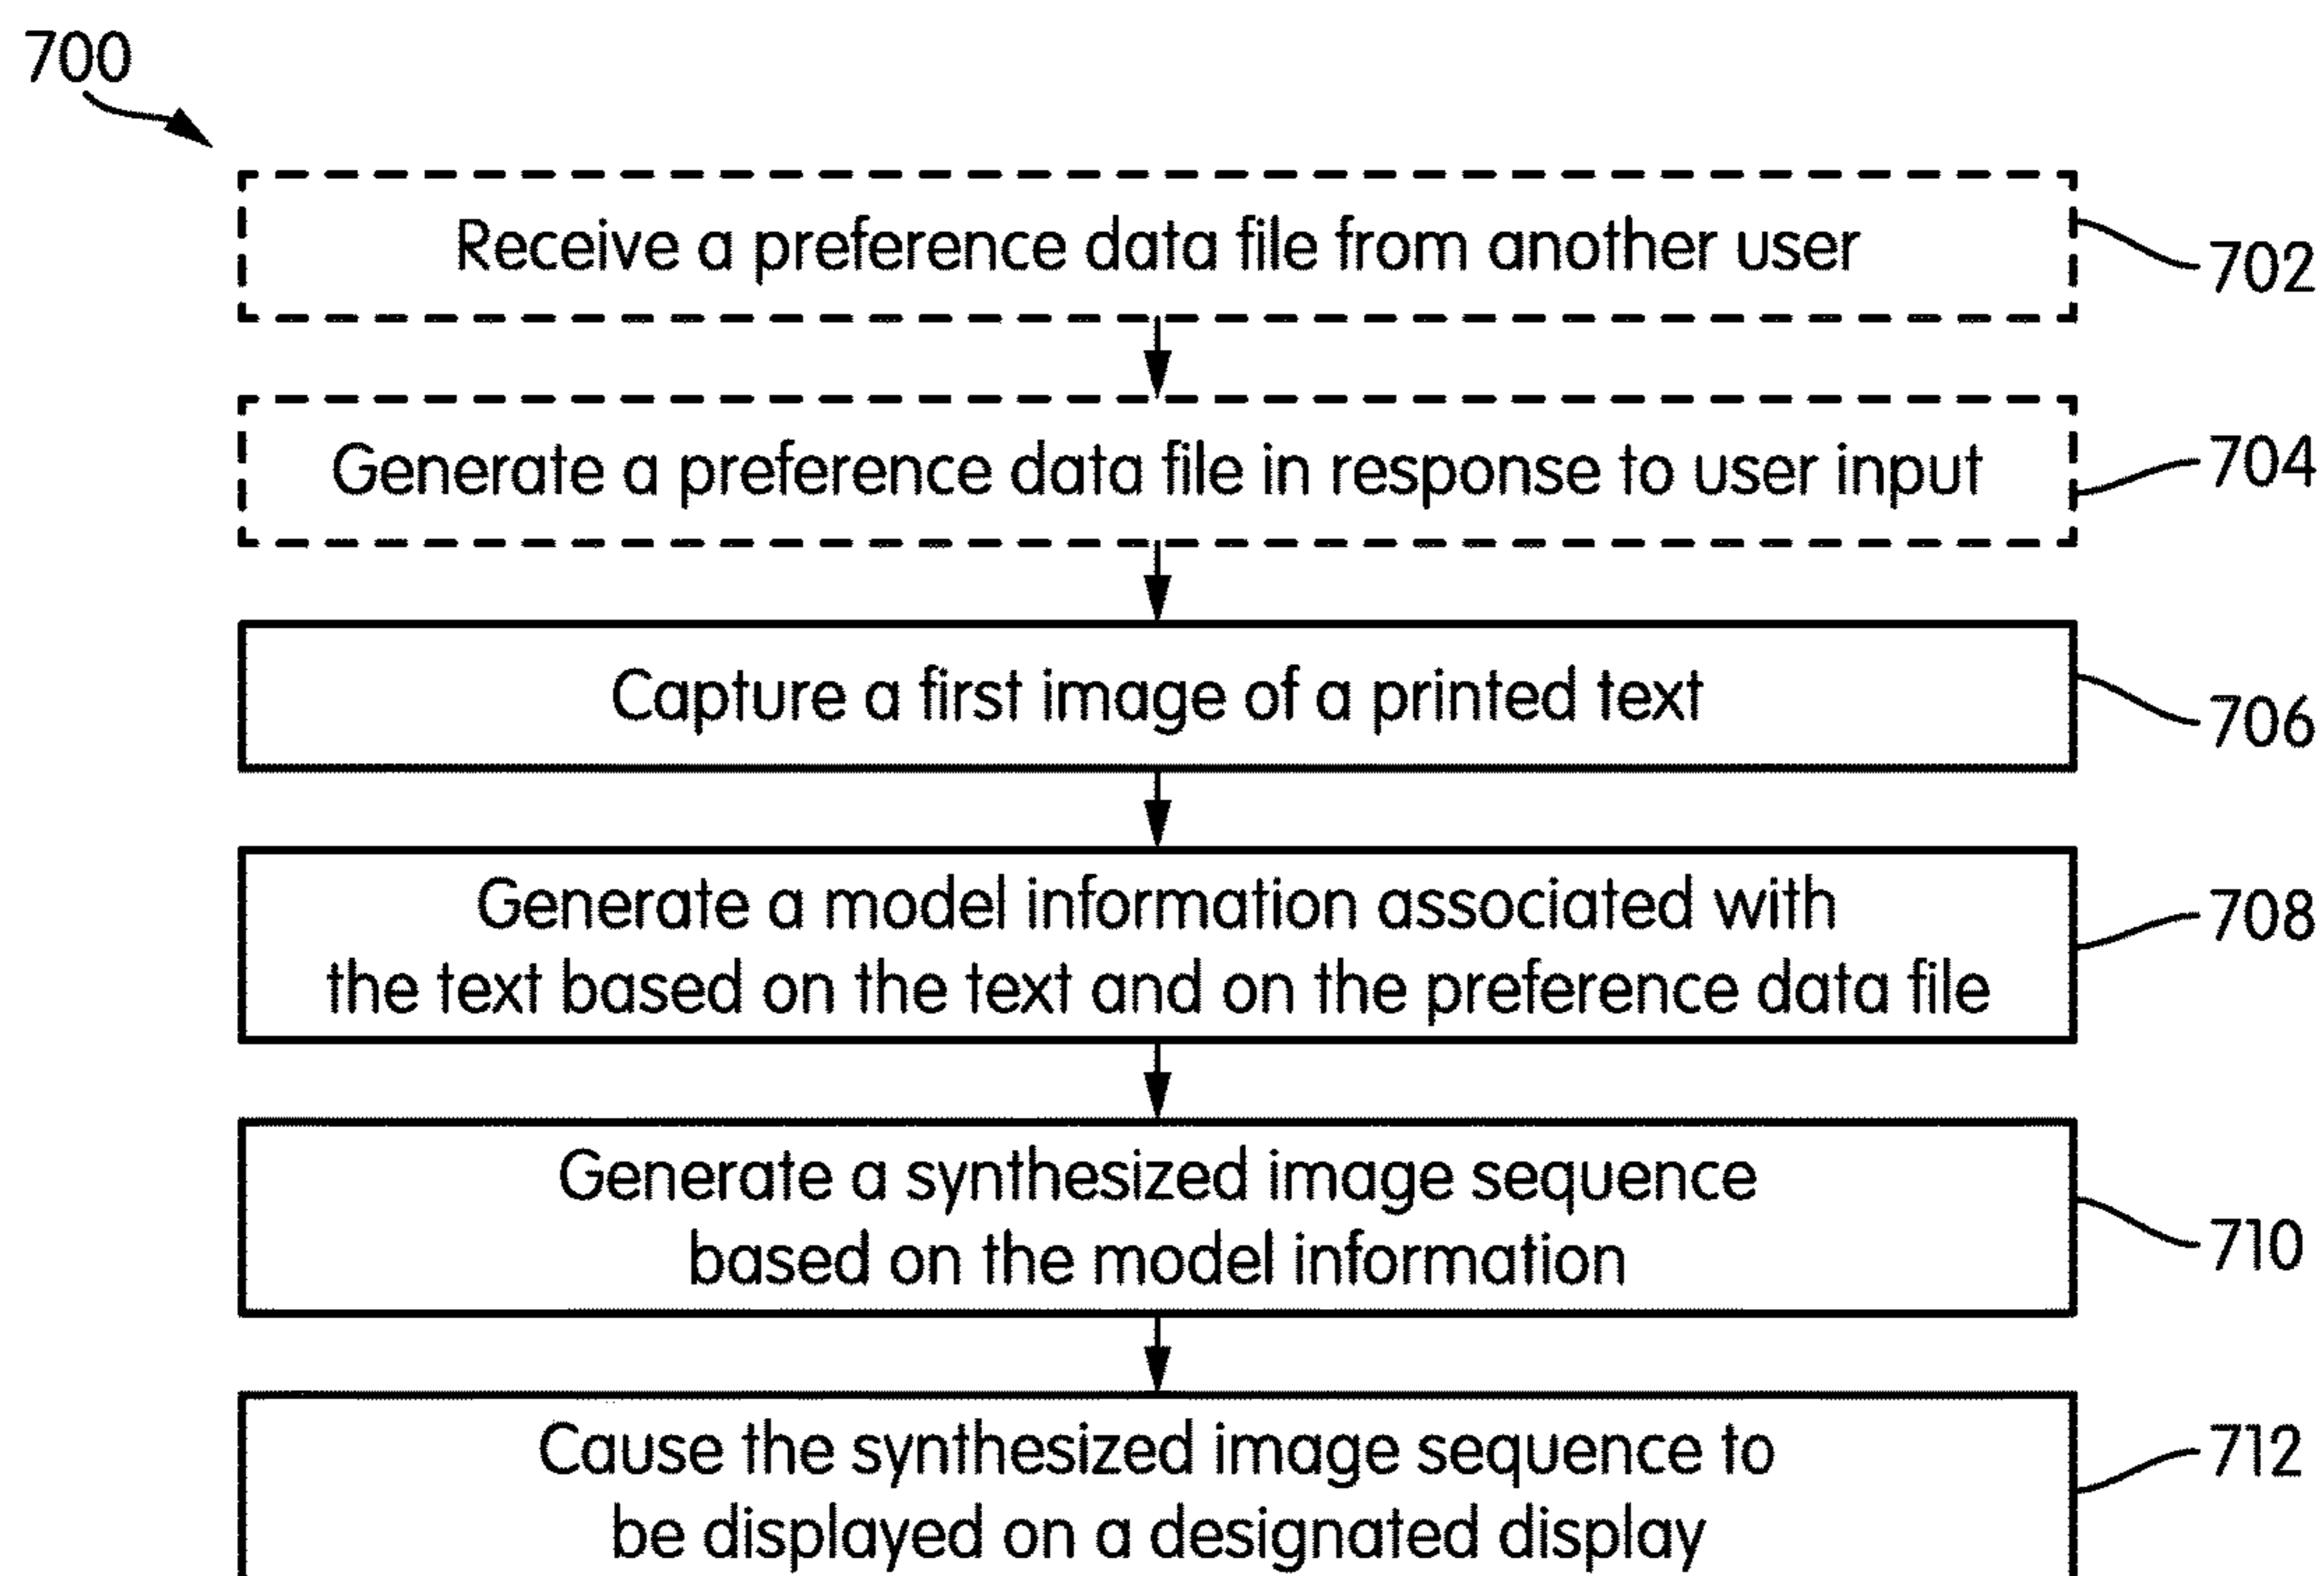 700
Receive a preference data file from another user
702
Generate a preference data file in response to user input
704
Capture a first image of a printed text
706
Generate a model information associated with
the text based on the text and on the preference data file
708
Generate a synthesized image sequence
based on the model information
710
Cause the synthesized image sequence to
be displayed on a designated display
712